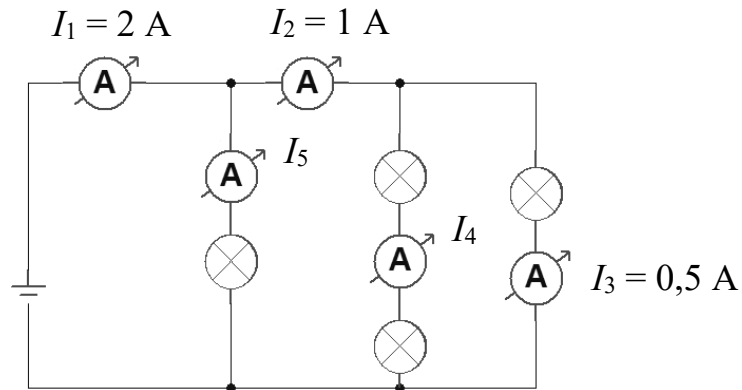 I₁ = 2 A
I₂ = 1 A
A
A
A
I₅
A
I₄
A
I₃ = 0,5 A